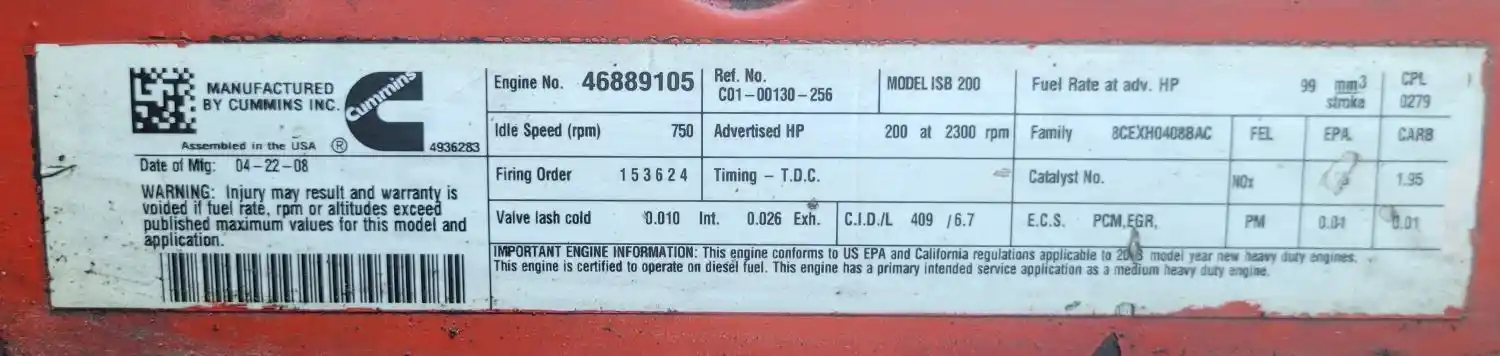 MANUFACTURED
BY CUMMINS INC.
Cummins
Assembled in the USA ®
4936283
Date of Mfg: 04-22-08
WARNING: Injury may result and warranty is
voided if fuel rate, rpm or altitudes exceed
published maximum values for this model and
application.
Engine No. 46889105
Ref. No.
C01-00130-256
MODEL ISB 200
Fuel Rate at adv. HP 99 mm3
stroke
CPL
0279
Idle Speed (rpm) 750
Advertised HP 200 at 2300 rpm
Family 8CEXH0408BAC
FEL EPA CARB
Firing Order 1 5 3 6 2 4
Timing - T.D.C.
Catalyst No.
NOx 1.95
Valve lash cold 0.010 Int. 0.026 Exh.
C.I.D./L 409 /6.7
E.C.S. PCM,EGR,
PM 0.01 0.01
IMPORTANT ENGINE INFORMATION: This engine conforms to US EPA and California regulations applicable to model year new heavy duty engines.
This engine is certified to operate on diesel fuel. This engine has a primary intended service application as a medium heavy duty engine.